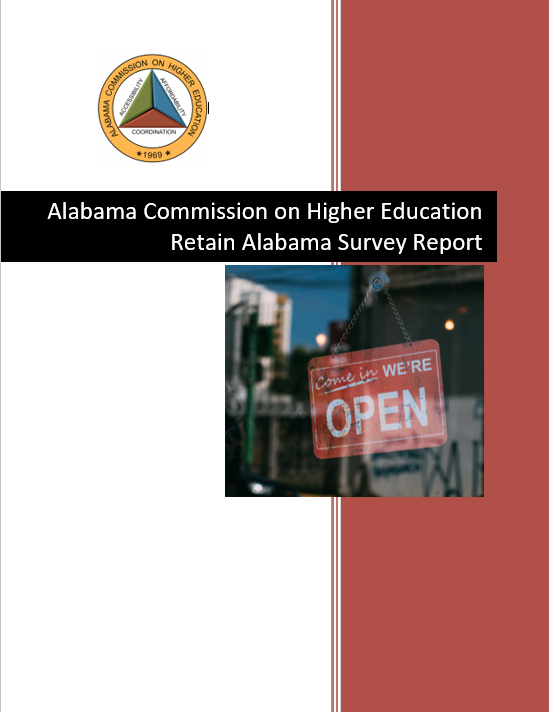 ALABAMA COMMISSION ON HIGHER EDUCATION
ACCESSIBILITY
AFFORDABILITY
COORDINATION
★ 1969 ★
Alabama Commission on Higher Education
Retain Alabama Survey Report
Come in WE'RE
OPEN